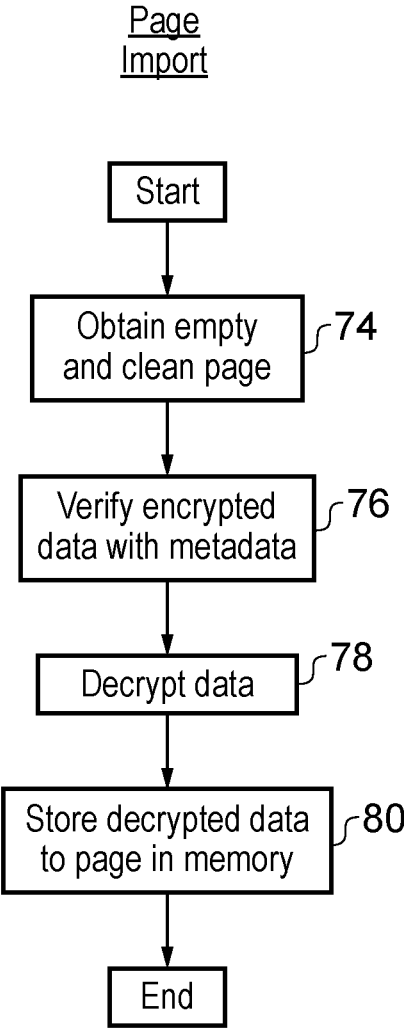 Page
Import
Start
Obtain empty
and clean page
74
Verify encrypted
data with metadata
76
Decrypt data
78
Store decrypted data
to page in memory
80
End